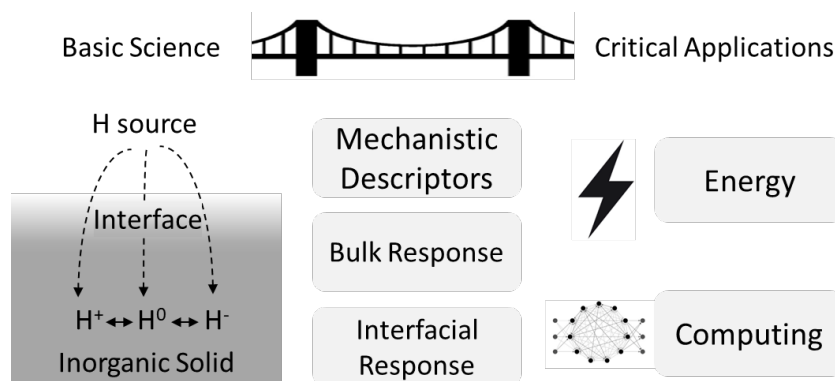 Basic Science
Critical Applications
H source
Interface
H⁺ ↔ H⁰ ↔ H⁻
Inorganic Solid
Mechanistic
Descriptors
Bulk Response
Interfacial
Response
Energy
Computing